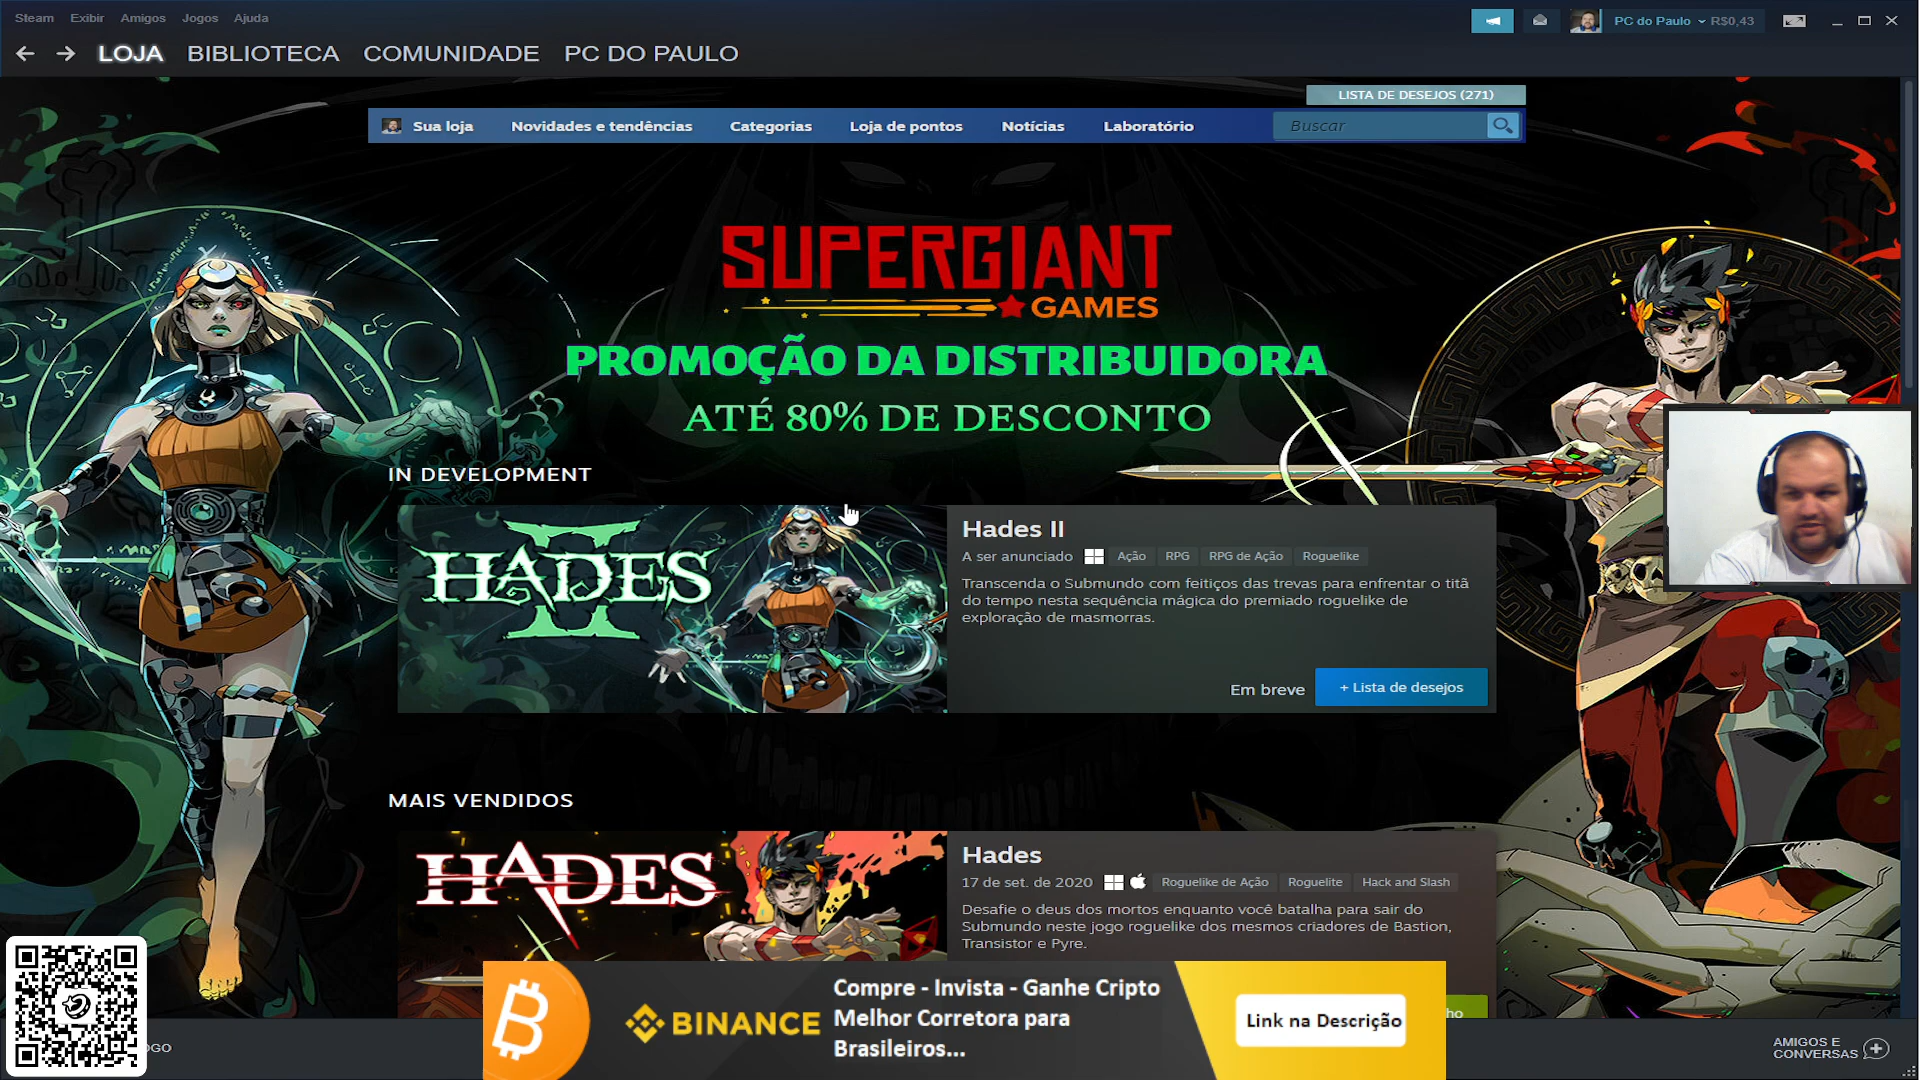 Steam Exibir Amigos Jogos Ajuda
PC do Paulo R$0,43
LOJA BIBLIOTECA COMUNIDADE PC DO PAULO
LISTA DE DESEJOS (271)
Sua loja Novidades e tendências Categorias Loja de pontos Notícias Laboratório Buscar
SUPERGIANT
GAMES
PROMOÇÃO DA DISTRIBUIDORA
ATÉ 80% DE DESCONTO
IN DEVELOPMENT
HADES
II
Hades II
A ser anunciado Ação RPG RPG de Ação Roguelike
Transcenda o Submundo com feitiços das trevas para enfrentar o titã
do tempo nesta sequência mágica do premiado roguelike de
exploração de masmorras.
Em breve + Lista de desejos
MAIS VENDIDOS
HADES
Hades
17 de set. de 2020 Roguelike de Ação Roguelite Hack and Slash
Desafie o deus dos mortos enquanto você batalha para sair do
Submundo neste jogo roguelike dos mesmos criadores de Bastion,
Transistor e Pyre.
BINANCE
Compre - Invista - Ganhe Cripto
Melhor Corretora para
Brasileiros...
Link na Descrição
AMIGOS E
CONVERSAS